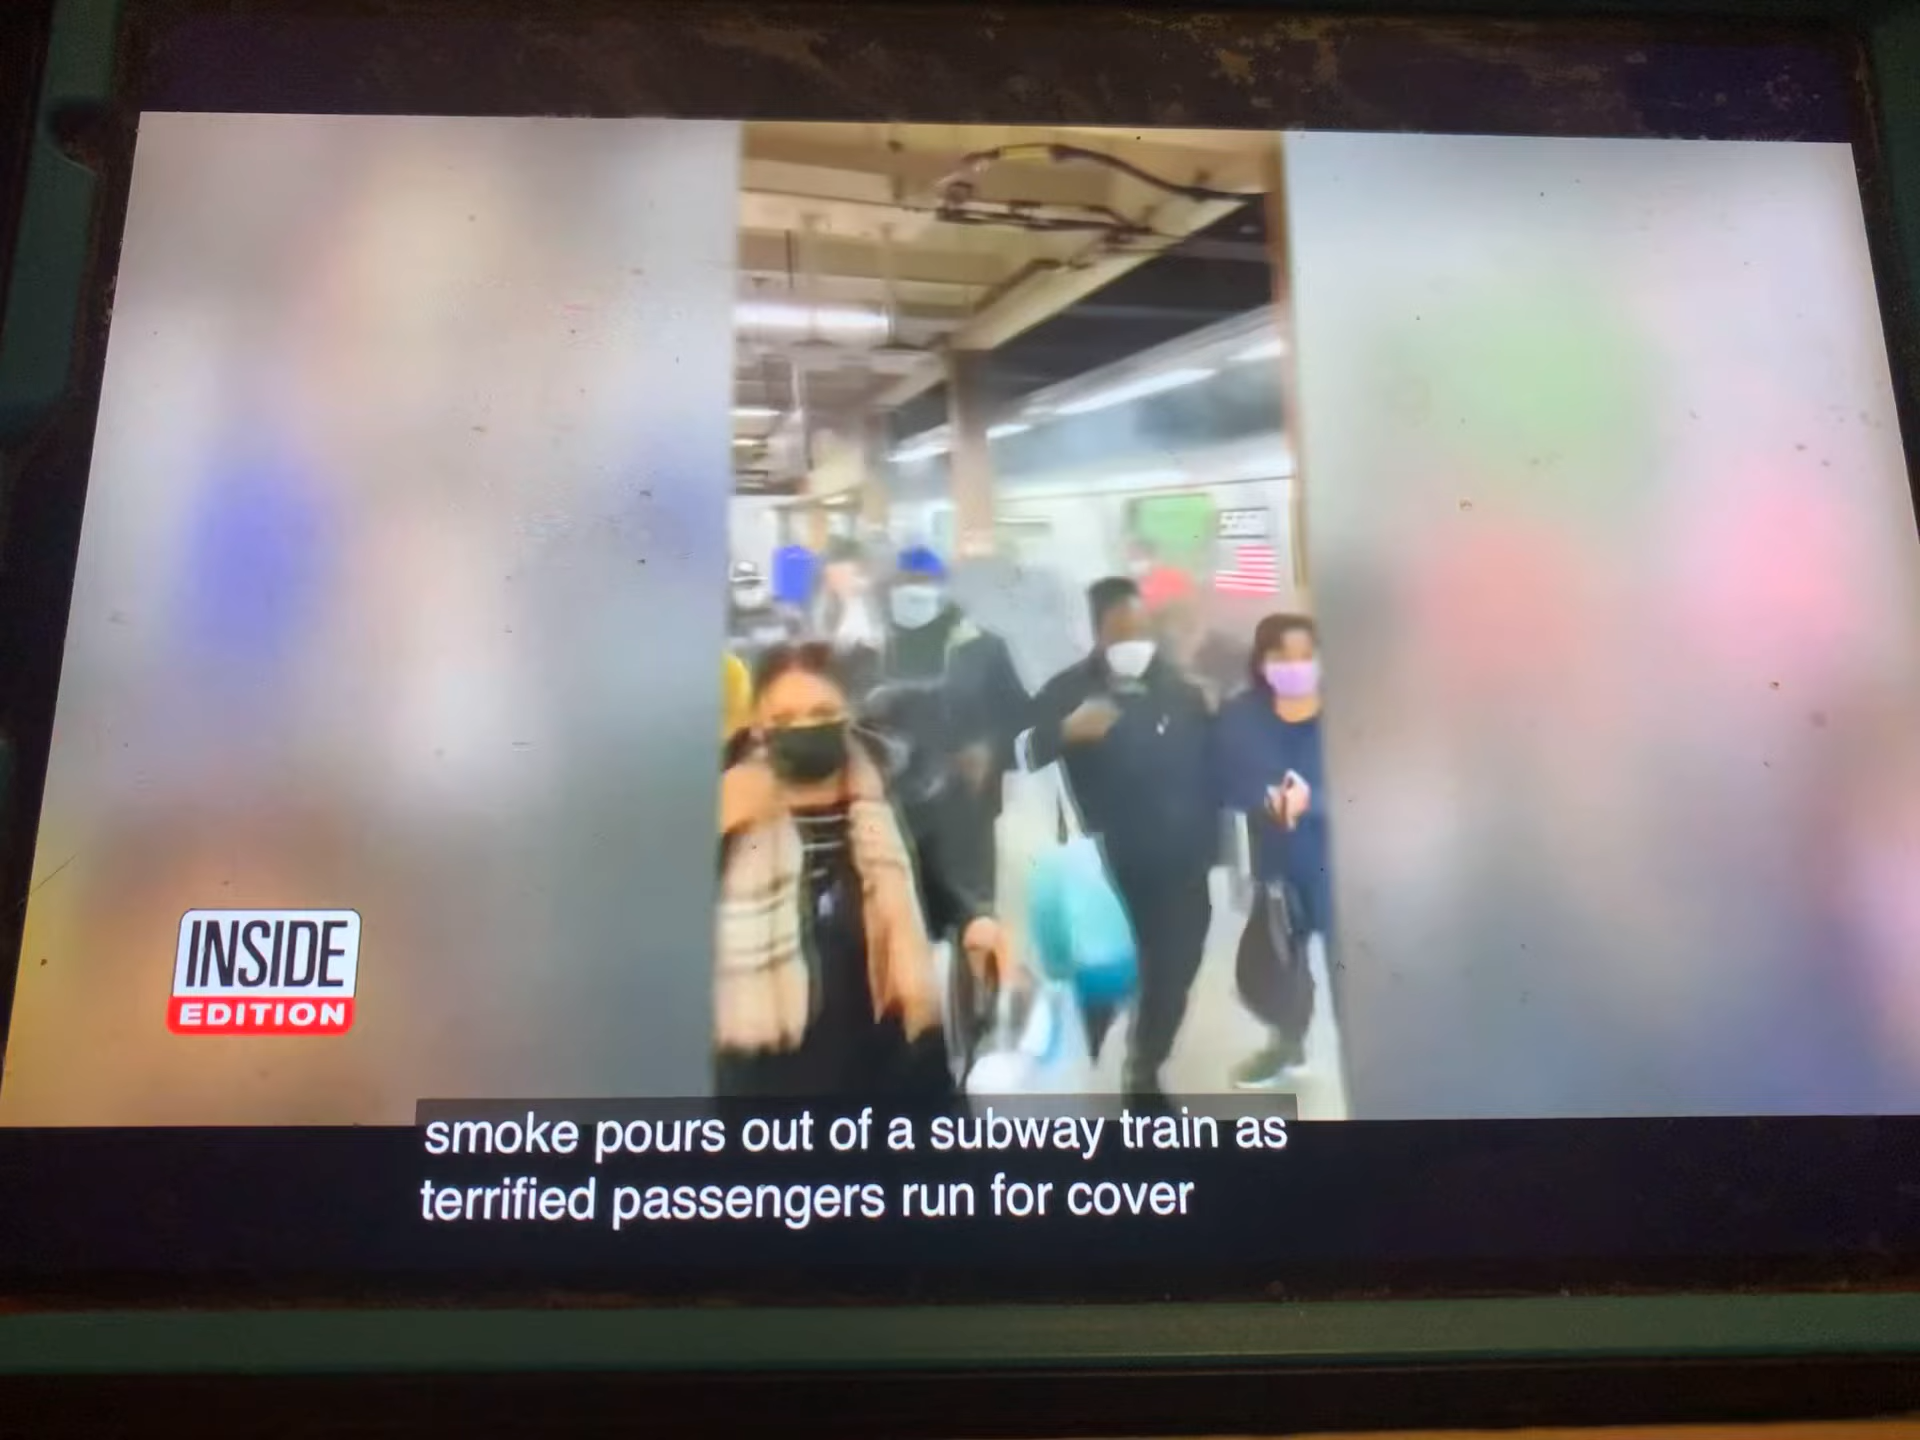 INSIDE
EDITION
smoke pours out of a subway train as
terrified passengers run for cover